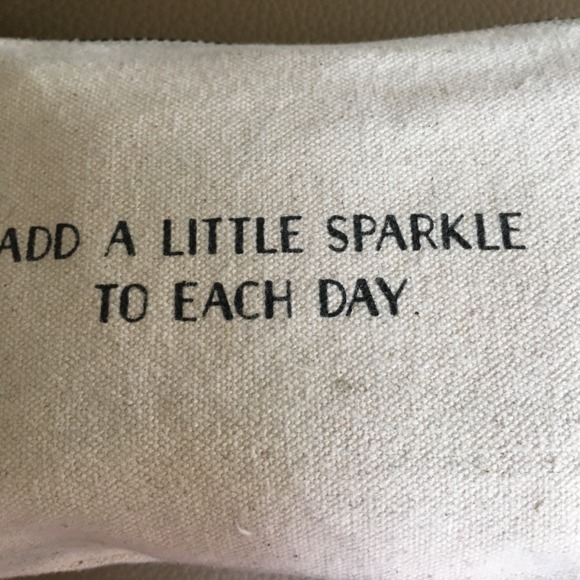 ADD A LITTLE SPARKLE
TO EACH DAY.